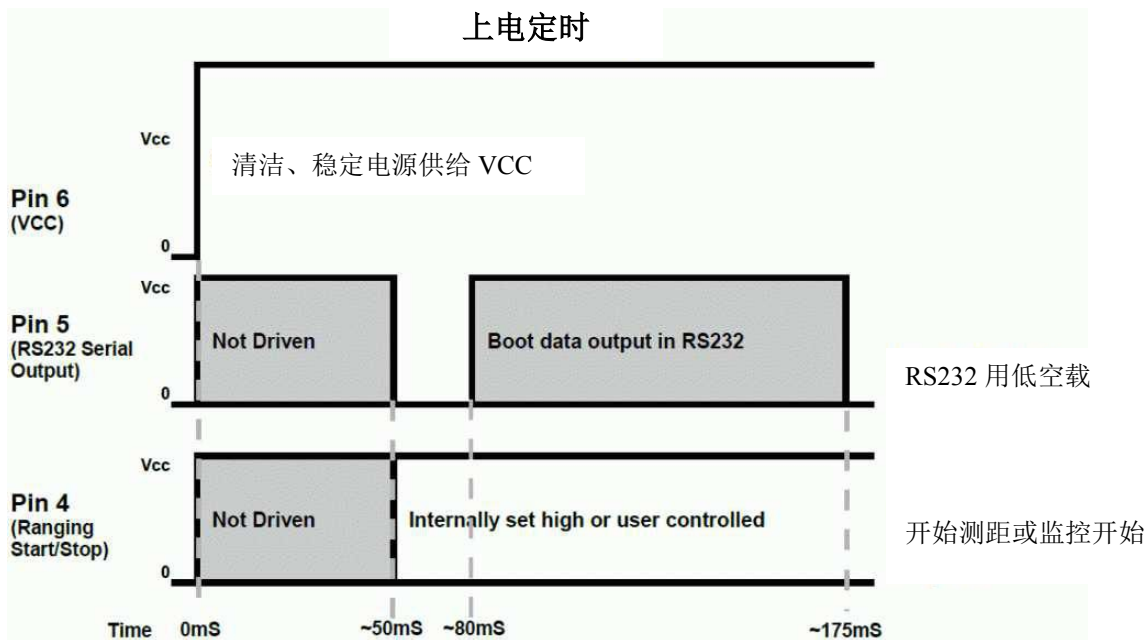 上电定时
Vcc
清洁、稳定电源供给 VCC
Pin 6
(VCC)
0
Vcc
Pin 5
(RS232 Serial
Output)
Not Driven
Boot data output in RS232
RS232 用低空载
0
Vcc
Pin 4
(Ranging
Start/Stop)
Not Driven
Internally set high or user controlled
开始测距或监控开始
0
Time 0mS ~50mS ~80mS ~175mS